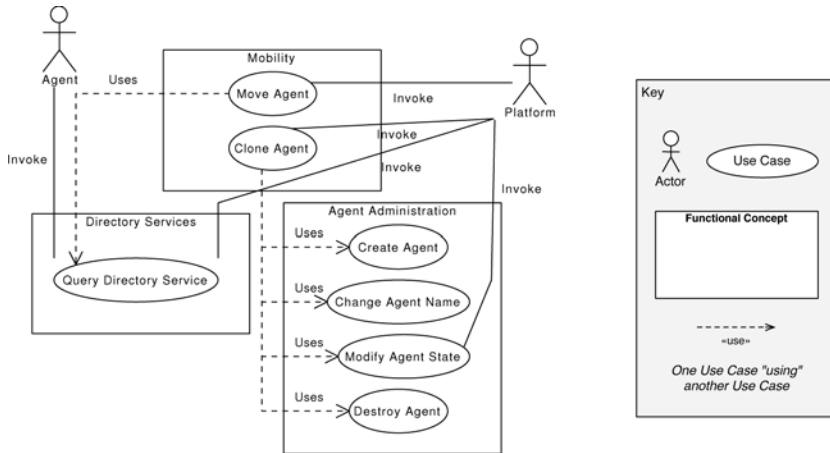 Agent
Uses
Mobility
Move Agent
Invoke
Platform
Clone Agent
Invoke
Invoke
Invoke
Invoke
Directory Services
Query Directory Service
Agent Administration
Uses
Create Agent
Uses
Change Agent Name
Uses
Modify Agent State
Uses
Destroy Agent
Key
Actor
Use Case
Functional Concept
«use»
One Use Case "using"
another Use Case